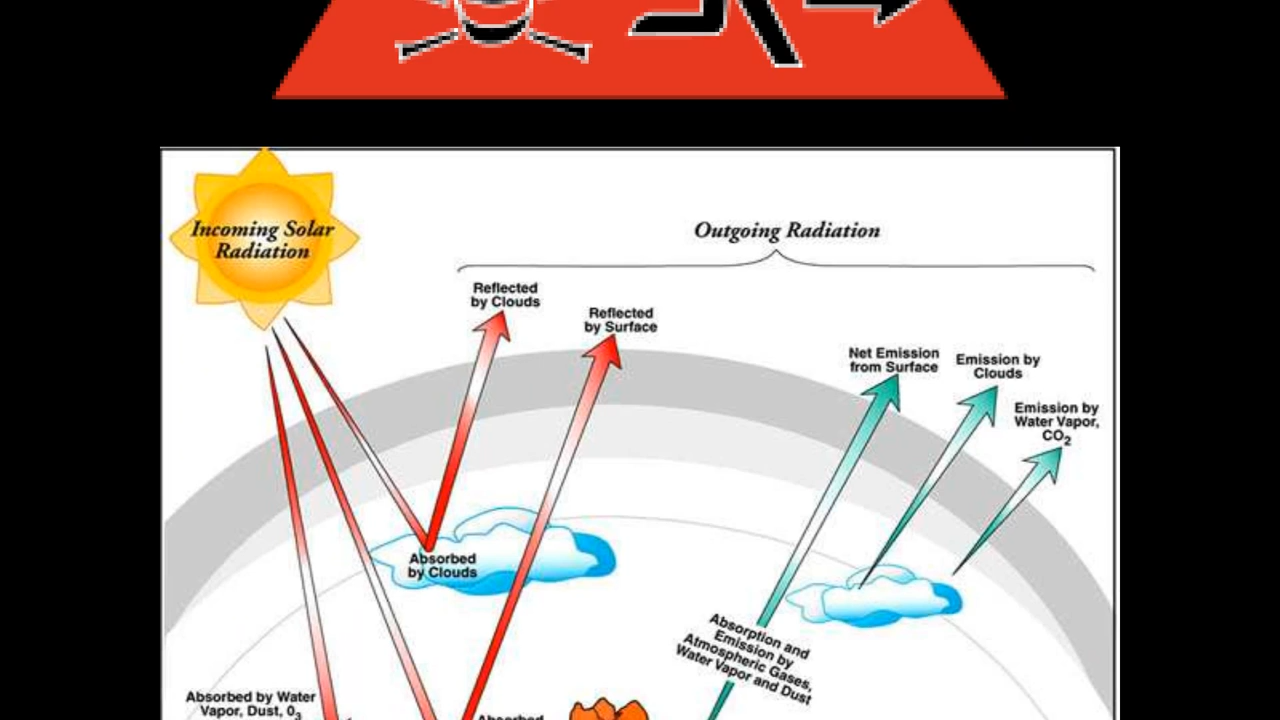 Incoming Solar
Radiation
Outgoing Radiation
Reflected
by Clouds
Reflected
by Surface
Net Emission
from Surface
Emission by
Clouds
Emission by
Water Vapor,
CO2
Absorbed
by Clouds
Absorption and
Emission by
Atmospheric Gases,
Water Vapor and Dust
Absorbed by Water
Vapor, Dust, 03
Absorbed